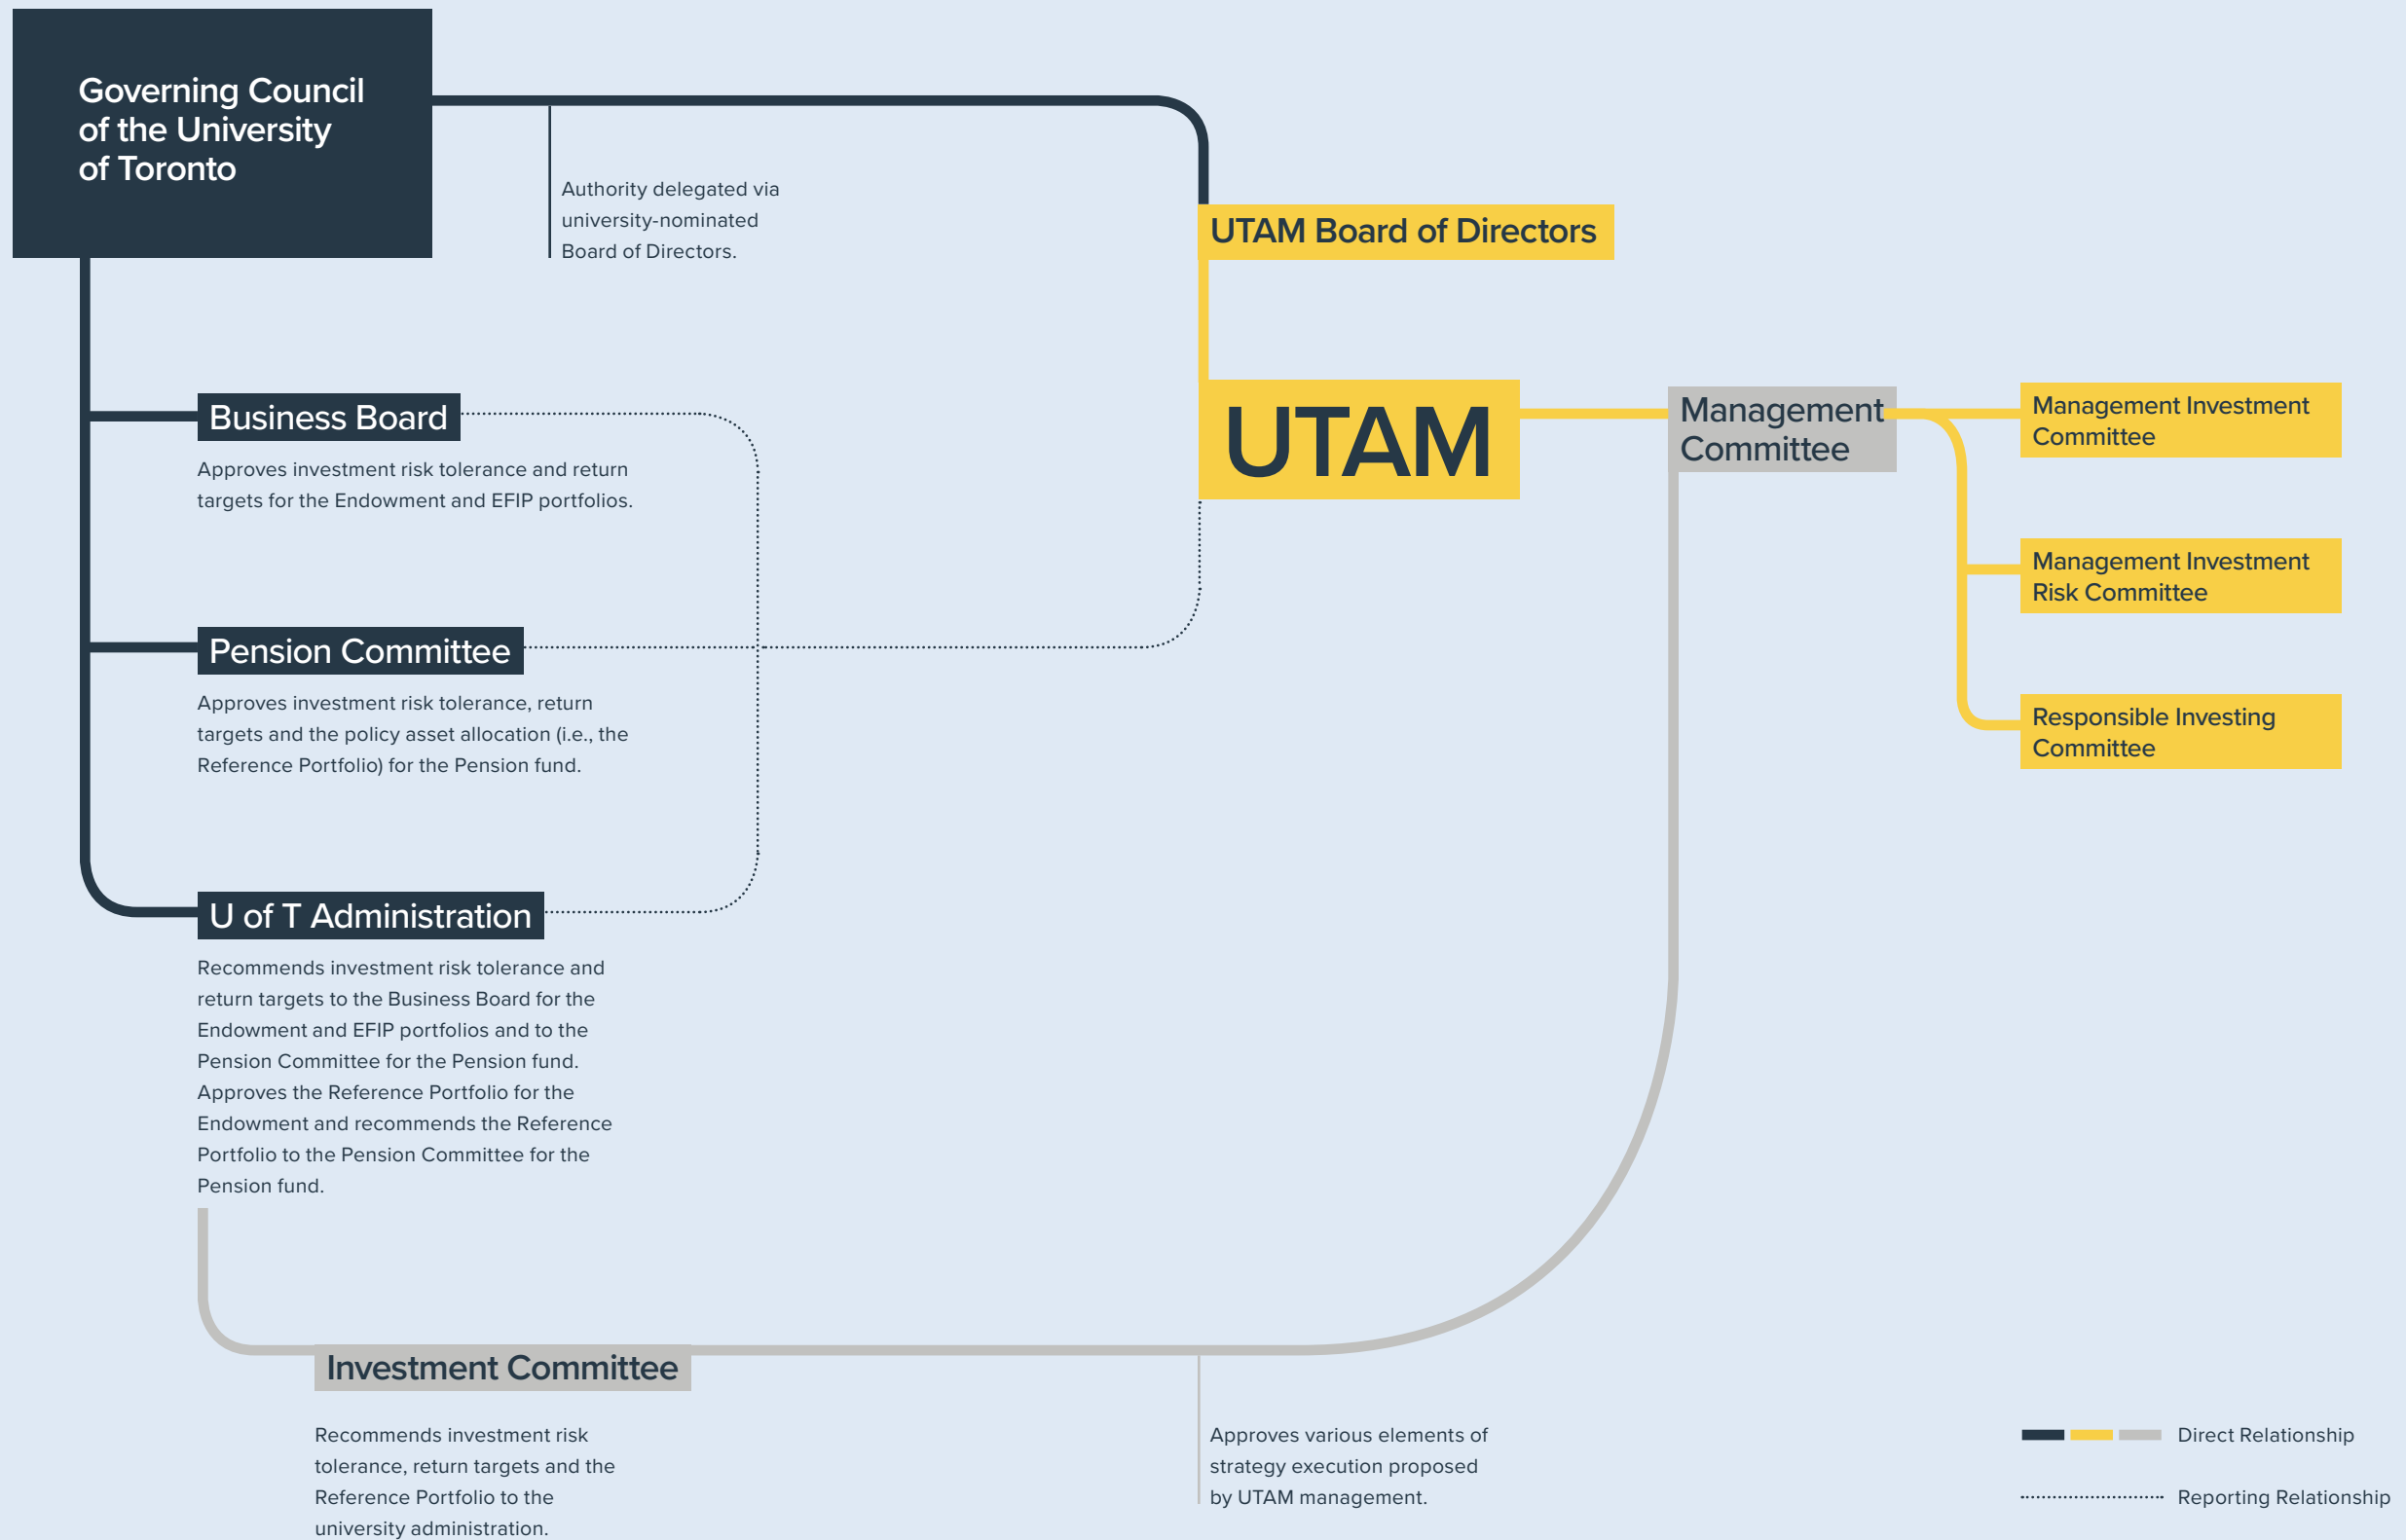 Governing Council
of the University
of Toronto
Authority delegated via
university-nominated
Board of Directors.
UTAM Board of Directors
Business Board
Approves investment risk tolerance and return
targets for the Endowment and EFIP portfolios.
UTAM
Management
Committee
Management Investment
Committee
Management Investment
Risk Committee
Responsible Investing
Committee
Pension Committee
Approves investment risk tolerance, return
targets and the policy asset allocation (i.e., the
Reference Portfolio) for the Pension fund.
U of T Administration
Recommends investment risk tolerance and
return targets to the Business Board for the
Endowment and EFIP portfolios and to the
Pension Committee for the Pension fund.
Approves the Reference Portfolio for the
Endowment and recommends the Reference
Portfolio to the Pension Committee for the
Pension fund.
Investment Committee
Recommends investment risk
tolerance, return targets and the
Reference Portfolio to the
university administration.
Approves various elements of
strategy execution proposed
by UTAM management.
Direct Relationship
Reporting Relationship